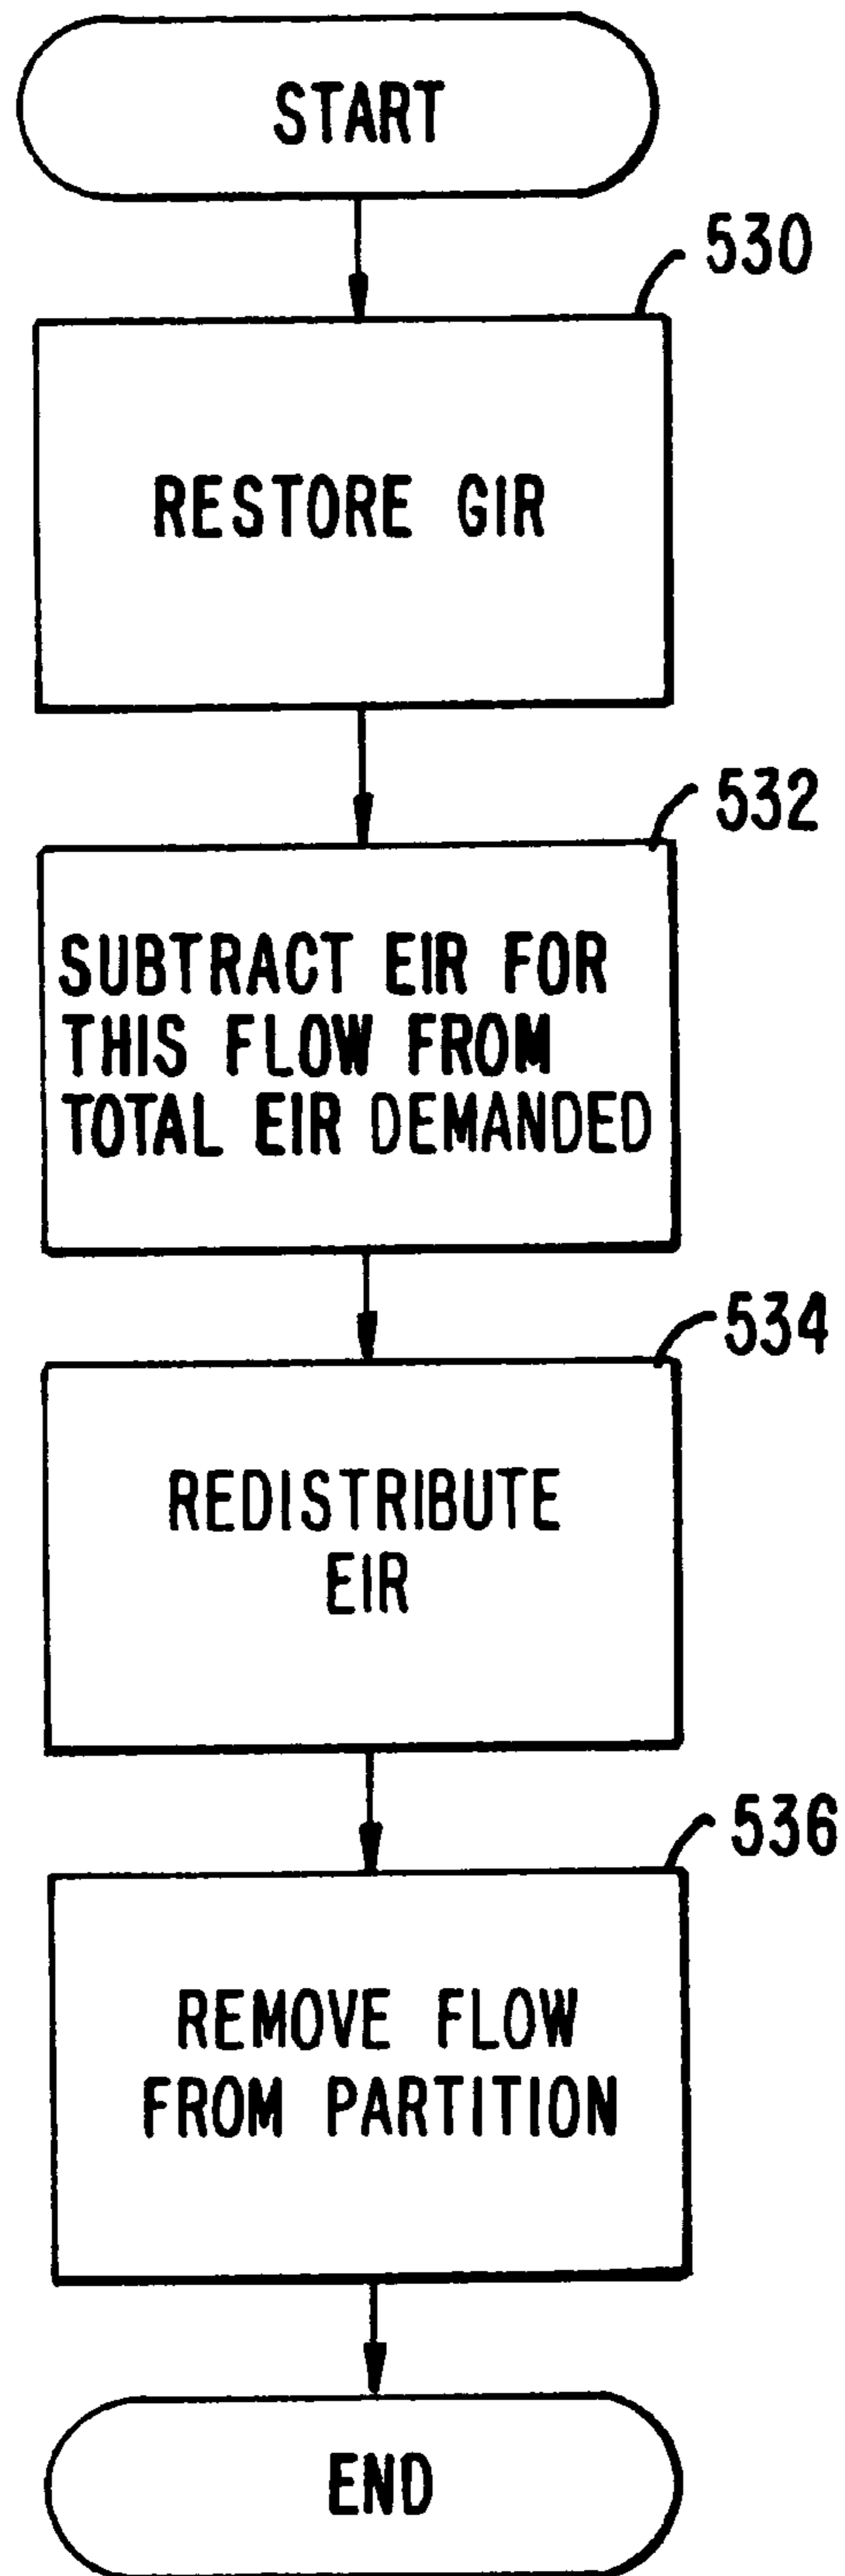 START
530
RESTORE GIR
532
SUBTRACT EIR FOR
THIS FLOW FROM
TOTAL EIR DEMANDED
534
REDISTRIBUTE
EIR
536
REMOVE FLOW
FROM PARTITION
END